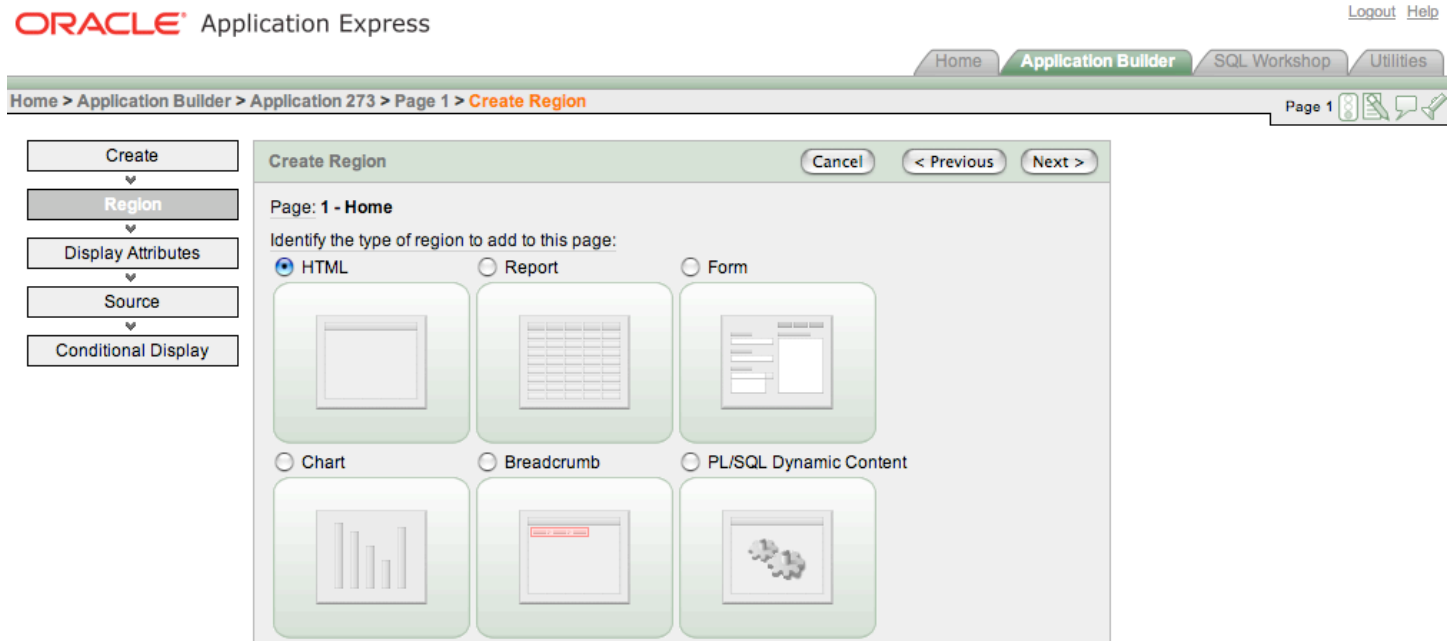 Logout Help
ORACLE Application Express
Home Application Builder SQL Workshop Utilities
Home > Application Builder > Application 273 > Page 1 > Create Region
Page 1
Create
Region
Display Attributes
Source
Conditional Display
Create Region Cancel < Previous Next >
Page: 1 - Home
Identify the type of region to add to this page:
HTML Report Form
Chart Breadcrumb PL/SQL Dynamic Content